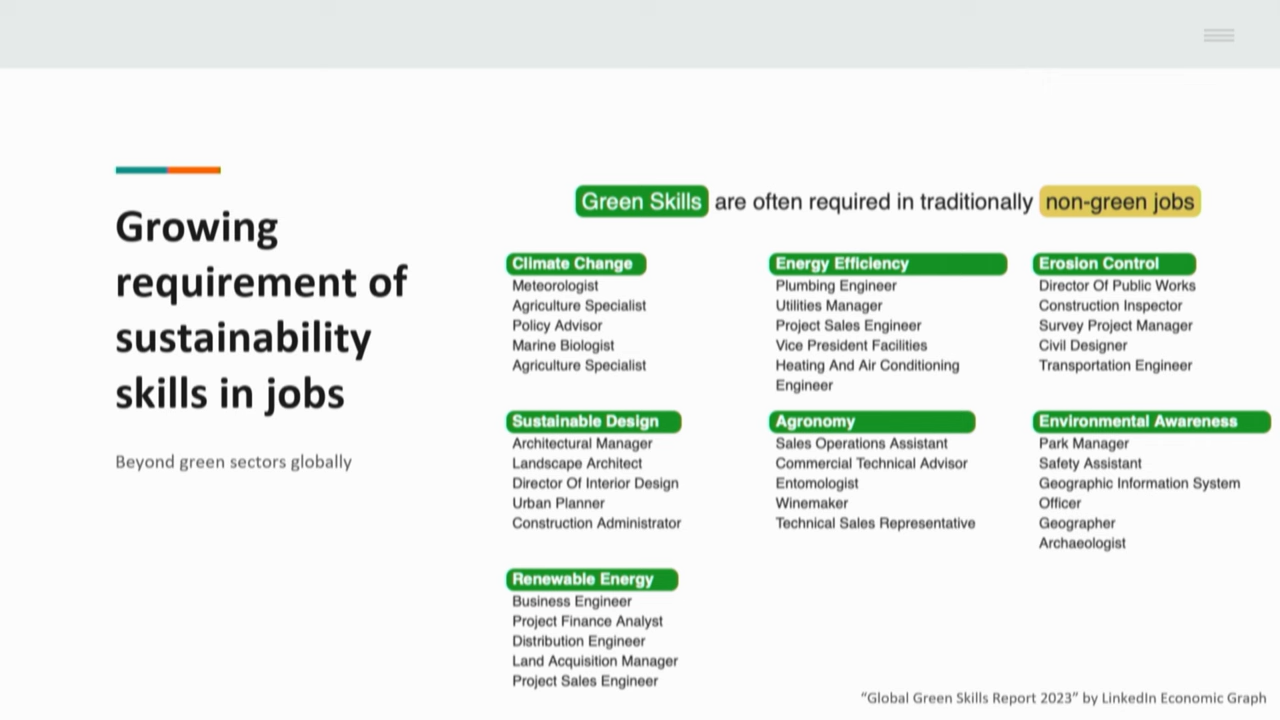 Growing
requirement of
sustainability
skills in jobs
Beyond green sectors globally
Green Skills are often required in traditionally non-green jobs
Climate Change
Meteorologist
Agriculture Specialist
Policy Advisor
Marine Biologist
Agriculture Specialist
Energy Efficiency
Plumbing Engineer
Utilities Manager
Project Sales Engineer
Vice President Facilities
Heating And Air Conditioning
Engineer
Erosion Control
Director Of Public Works
Construction Inspector
Survey Project Manager
Civil Designer
Transportation Engineer
Sustainable Design
Architectural Manager
Landscape Architect
Director Of Interior Design
Urban Planner
Construction Administrator
Agronomy
Sales Operations Assistant
Commercial Technical Advisor
Entomologist
Winemaker
Technical Sales Representative
Environmental Awareness
Park Manager
Safety Assistant
Geographic Information System
Officer
Geographer
Archaeologist
Renewable Energy
Business Engineer
Project Finance Analyst
Distribution Engineer
Land Acquisition Manager
Project Sales Engineer
“Global Green Skills Report 2023” by LinkedIn Economic Graph